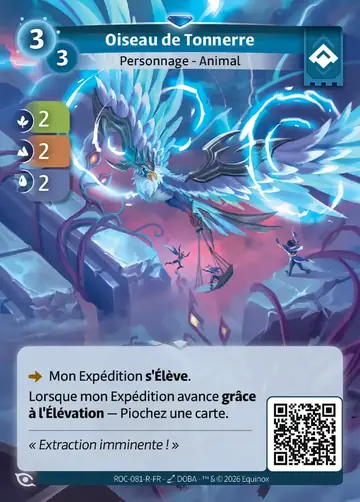 3
Oiseau de Tonnerre
3
Personnage - Animal
2
2
2
Mon Expédition s'Élève.
Lorsque mon Expédition avance grâce
à l'Élévation — Piochez une carte.
« Extraction imminente ! »
ROC-081-R-FR - DOBA - ™ & © 2026 Equinox